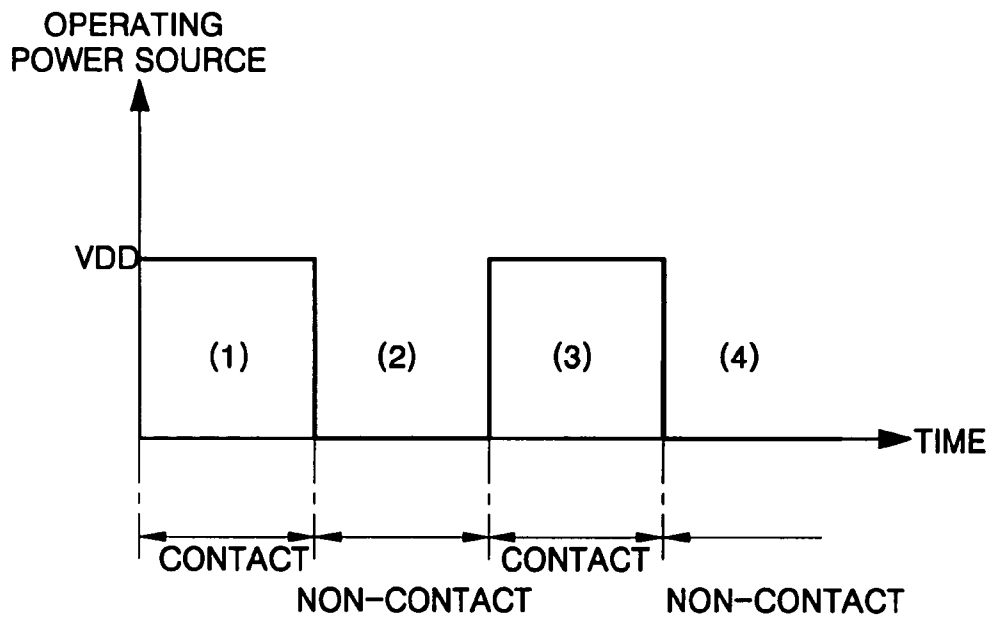 OPERATING
POWER SOURCE
VDD
(1) (2) (3) (4)
TIME
CONTACT CONTACT
NON-CONTACT NON-CONTACT